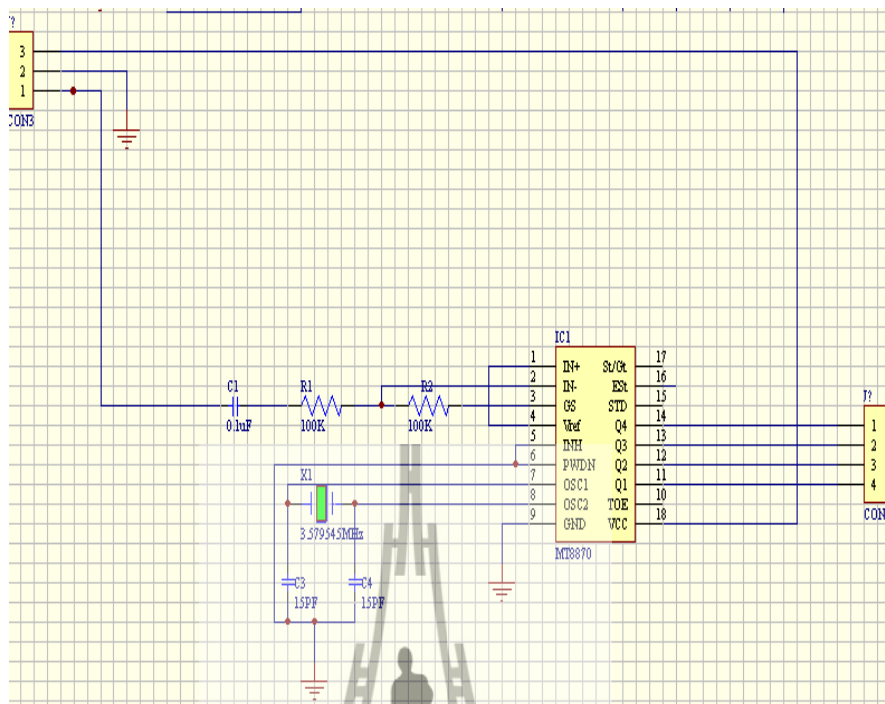 3
2
1
CON3
IC1
1 IN+ St/Gt 17
2 IN- ESt 16
3 GS STD 15
4 Vref Q4 14
5 INH Q3 13
6 PWDN Q2 12
7 OSC1 Q1 11
8 OSC2 TOE 10
9 GND VCC 18
MT8870
C1
0.1uF
R1
100K
R2
100K
X1
3.579545MHz
C3
15PF
C4
15PF
J?
1
2
3
4
CON